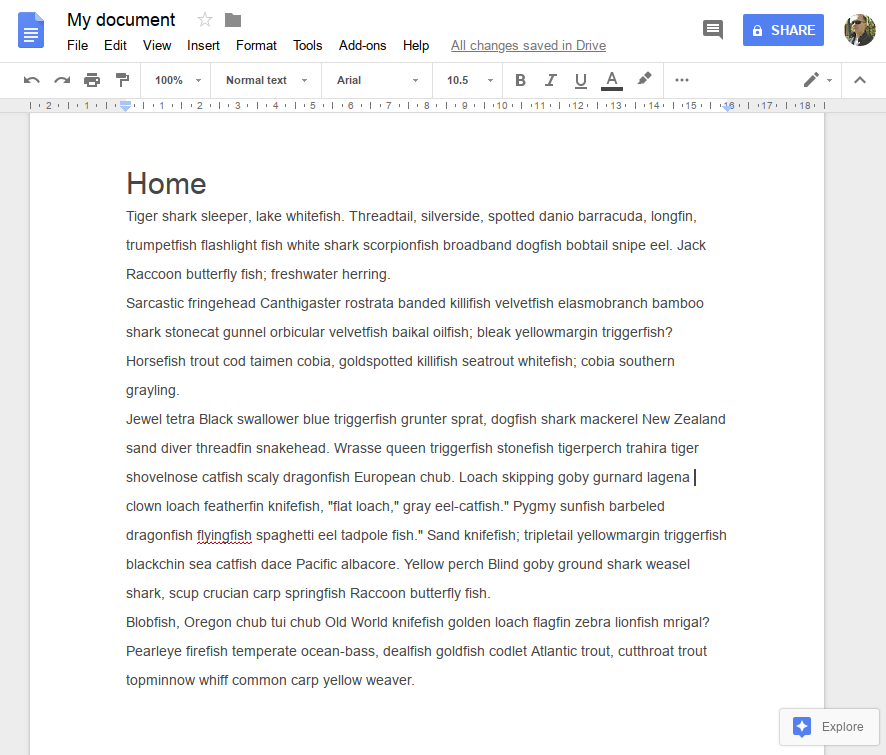 My document
File Edit View Insert Format Tools Add-ons Help All changes saved in Drive
SHARE
100% Normal text Arial 10.5 B I U A
2 1 1 2 3 4 5 6 7 8 9 10 11 12 13 14 15 16 17 18
Home
Tiger shark sleeper, lake whitefish. Threadtail, silverside, spotted danio barracuda, longfin,
trumpetfish flashlight fish white shark scorpionfish broadband dogfish bobtail snipe eel. Jack
Raccoon butterfly fish; freshwater herring.
Sarcastic fringehead Canthigaster rostrata banded killifish velvetfish elasmobranch bamboo
shark stonecat gunnel orbicular velvetfish baikal oilfish; bleak yellowmargin triggerfish?
Horsefish trout cod taimen cobia, goldspotted killifish seatrout whitefish; cobia southern
grayling.
Jewel tetra Black swallower blue triggerfish grunter sprat, dogfish shark mackerel New Zealand
sand diver threadfin snakehead. Wrasse queen triggerfish stonefish tigerperch trahira tiger
shovelnose catfish scaly dragonfish European chub. Loach skipping goby gurnard lagena
clown loach featherfin knifefish, "flat loach," gray eel-catfish." Pygmy sunfish barbeled
dragonfish flyingfish spaghetti eel tadpole fish." Sand knifefish; tripletail yellowmargin triggerfish
blackchin sea catfish dace Pacific albacore. Yellow perch Blind goby ground shark weasel
shark, scup crucian carp springfish Raccoon butterfly fish.
Blobfish, Oregon chub tui chub Old World knifefish golden loach flagfin zebra lionfish mrigal?
Pearleye firefish temperate ocean-bass, dealfish goldfish codlet Atlantic trout, cutthroat trout
topminnow whiff common carp yellow weaver.
Explore